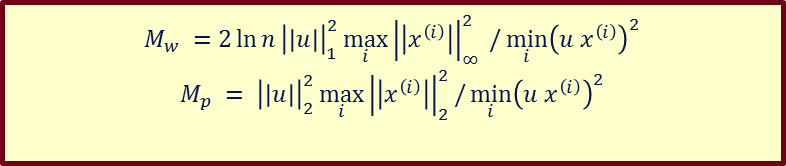 M_w = 2 ln n ||u||_1^2 max_i ||x^(i)||_∞^2 / min_i (u x^(i))^2
M_p = ||u||_2^2 max_i ||x^(i)||_2^2 / min_i (u x^(i))^2